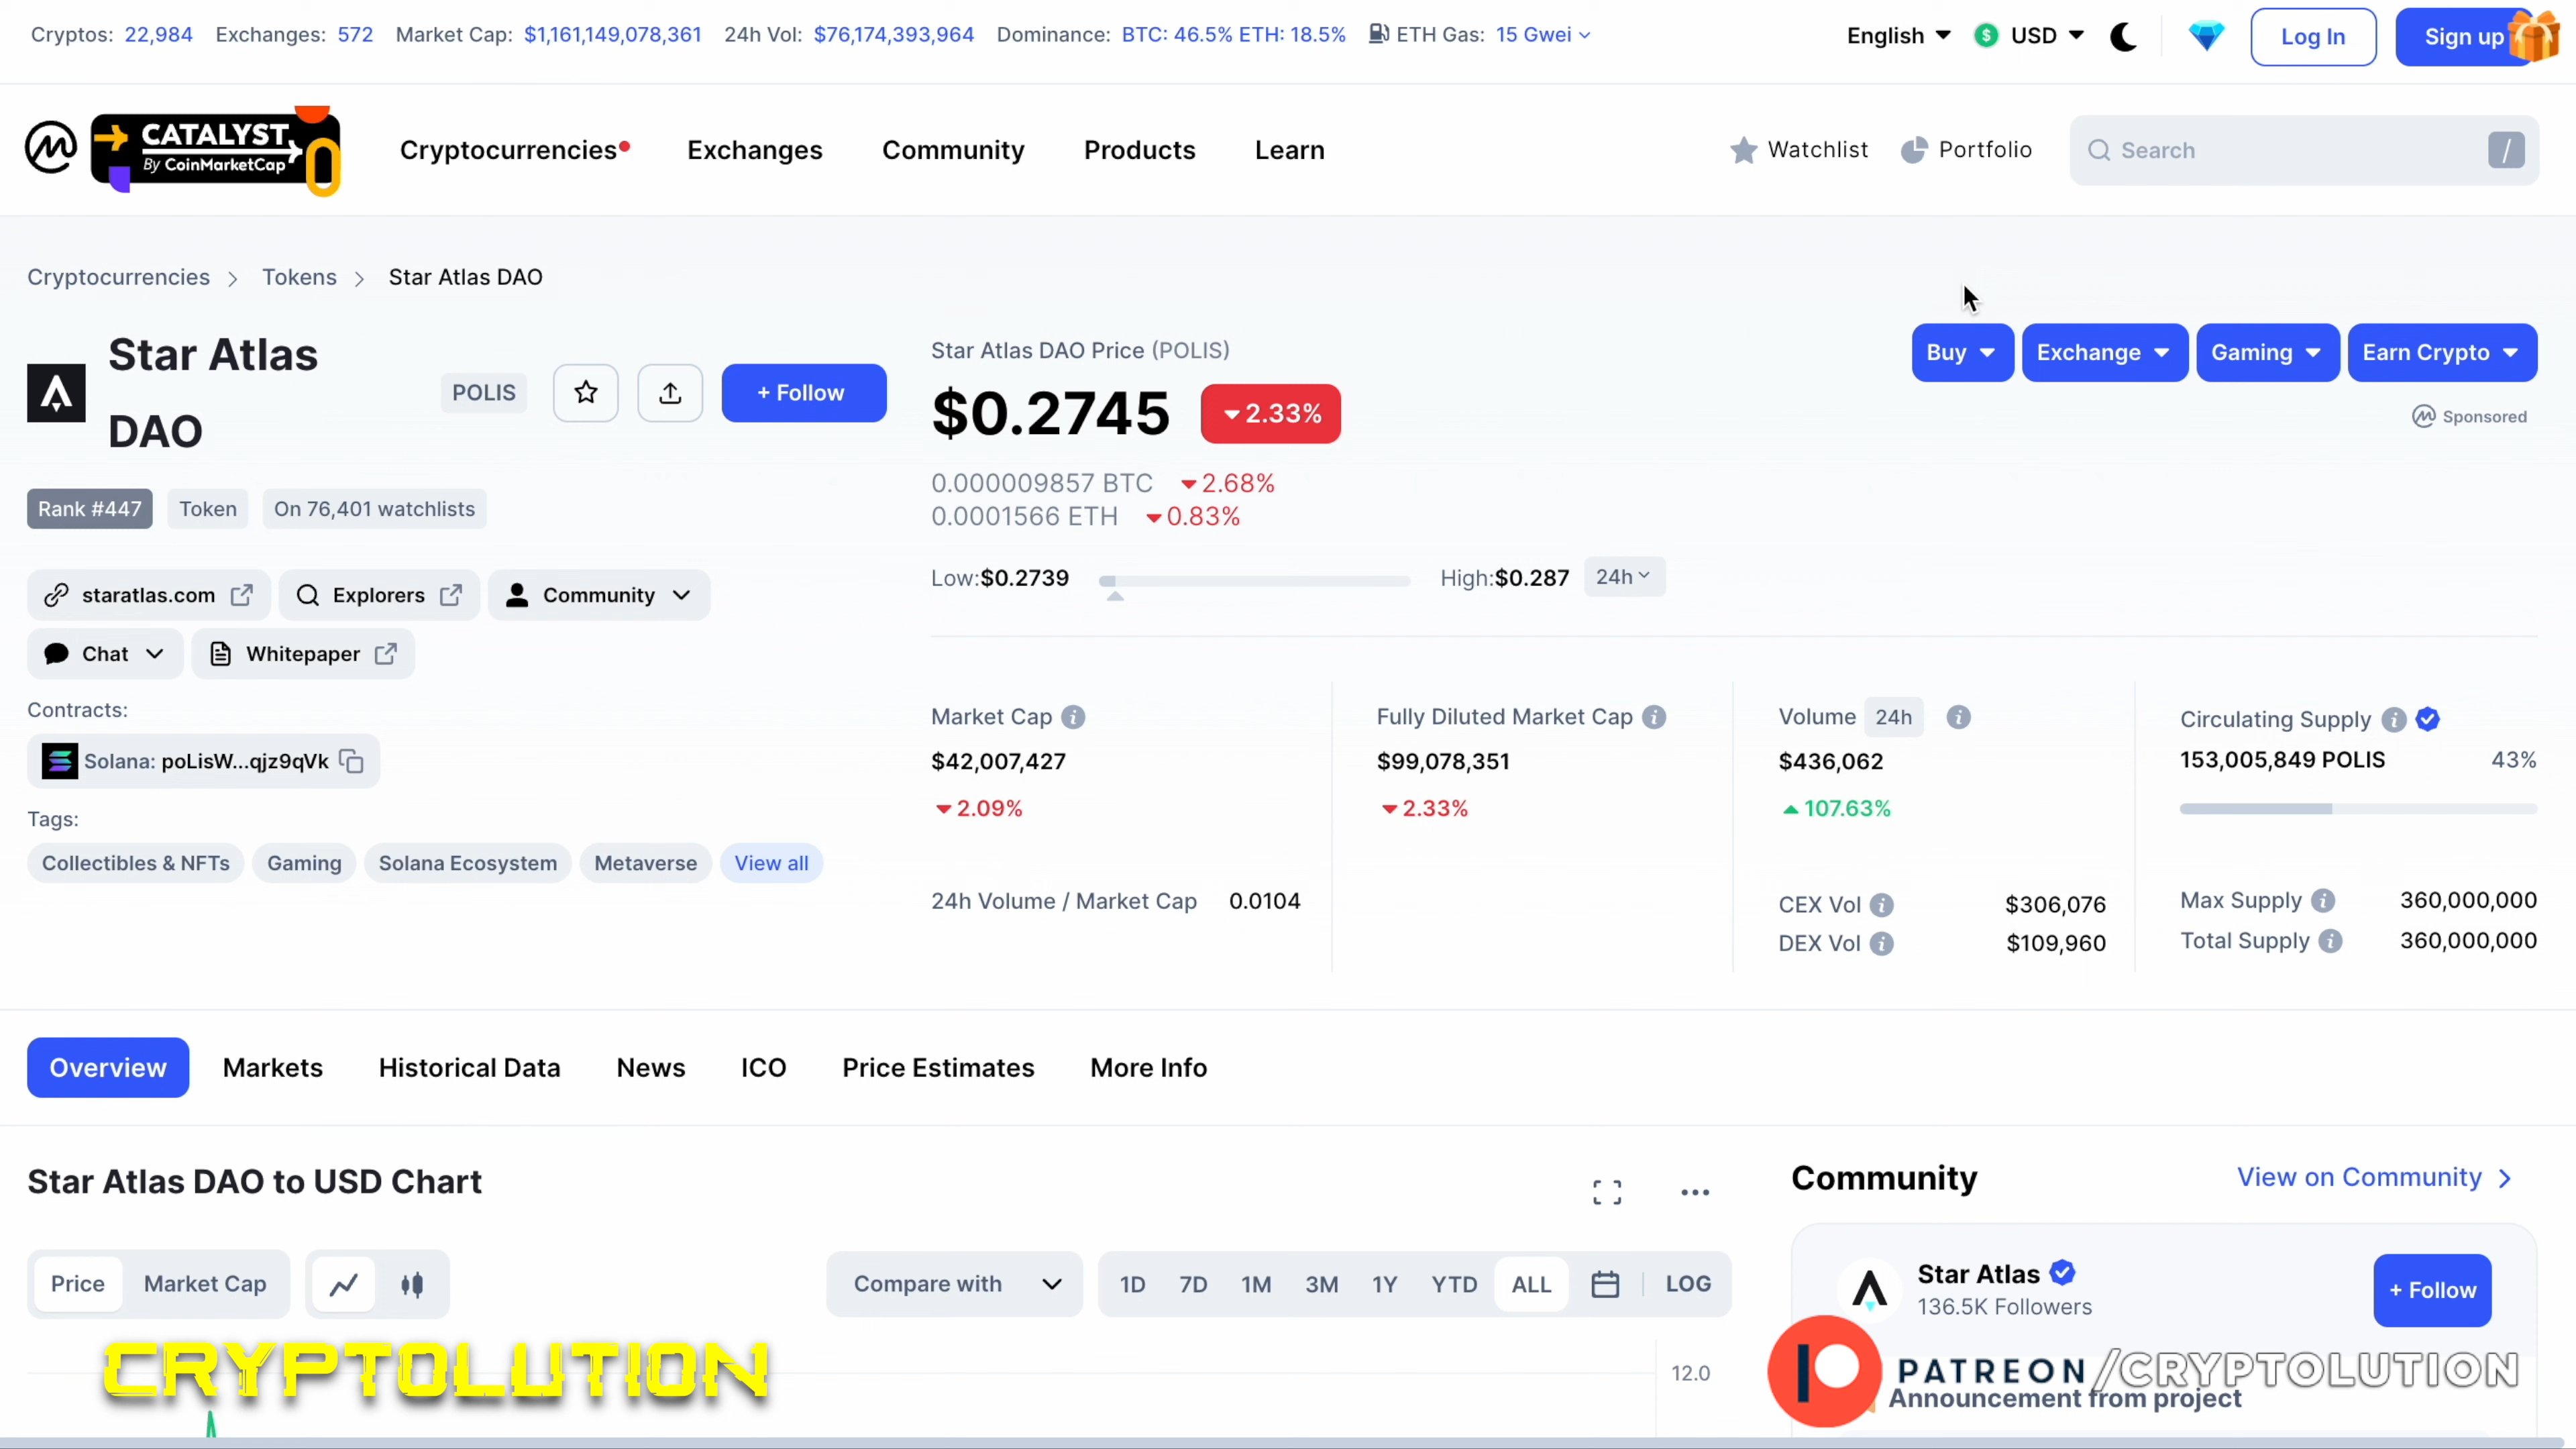 Cryptos: 22,984 Exchanges: 572 Market Cap: $1,161,149,078,361 24h Vol: $76,174,393,964 Dominance: BTC: 46.5% ETH: 18.5% ETH Gas: 15 Gwei English USD Log In Sign up
CATALYST
By CoinMarketCap
Cryptocurrencies Exchanges Community Products Learn Watchlist Portfolio Search /
Cryptocurrencies > Tokens > Star Atlas DAO
Star Atlas
DAO
POLIS
+ Follow
Rank #447 Token On 76,401 watchlists
staratlas.com Explorers Community
Chat Whitepaper
Contracts:
Solana: poLisW...qjz9qVk
Tags:
Collectibles & NFTs Gaming Solana Ecosystem Metaverse View all
Star Atlas DAO Price (POLIS)
$0.2745 2.33%
0.000009857 BTC 2.68%
0.0001566 ETH 0.83%
Low:$0.2739 High:$0.287 24h
Buy Exchange Gaming Earn Crypto
Sponsored
Market Cap
$42,007,427
2.09%
24h Volume / Market Cap 0.0104
Fully Diluted Market Cap
$99,078,351
2.33%
Volume 24h
$436,062
107.63%
CEX Vol $306,076
DEX Vol $109,960
Circulating Supply
153,005,849 POLIS 43%
Max Supply 360,000,000
Total Supply 360,000,000
Overview Markets Historical Data News ICO Price Estimates More Info
Star Atlas DAO to USD Chart
Price Market Cap Compare with 1D 7D 1M 3M 1Y YTD ALL LOG
12.0
CRYPTOLUTION
Community View on Community >
Star Atlas
136.5K Followers
+ Follow
PATREON/CRYPTOLUTION
Announcement from project